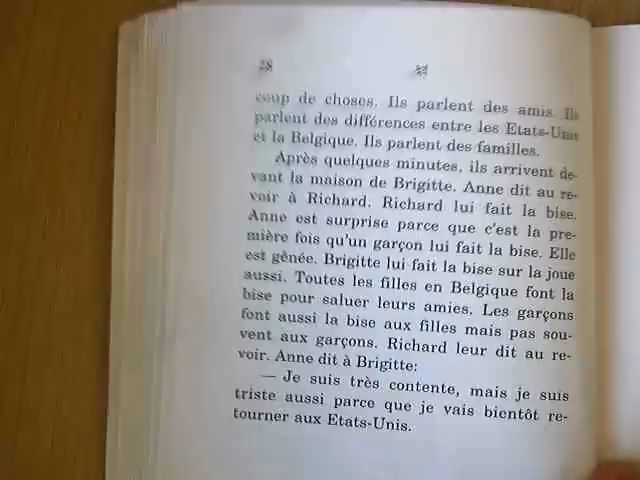 28
coup de choses. Ils parlent des amis. Ils
parlent des différences entre les Etats-Unis
et la Belgique. Ils parlent des familles.
Après quelques minutes, ils arrivent de-
vant la maison de Brigitte. Anne dit au re-
voir à Richard. Richard lui fait la bise.
Anne est surprise parce que c'est la pre-
mière fois qu'un garçon lui fait la bise. Elle
est gênée. Brigitte lui fait la bise sur la joue
aussi. Toutes les filles en Belgique font la
bise pour saluer leurs amies. Les garçons
font aussi la bise aux filles mais pas sou-
vent aux garçons. Richard leur dit au re-
voir. Anne dit à Brigitte:
— Je suis très contente, mais je suis
triste aussi parce que je vais bientôt re-
tourner aux Etats-Unis.